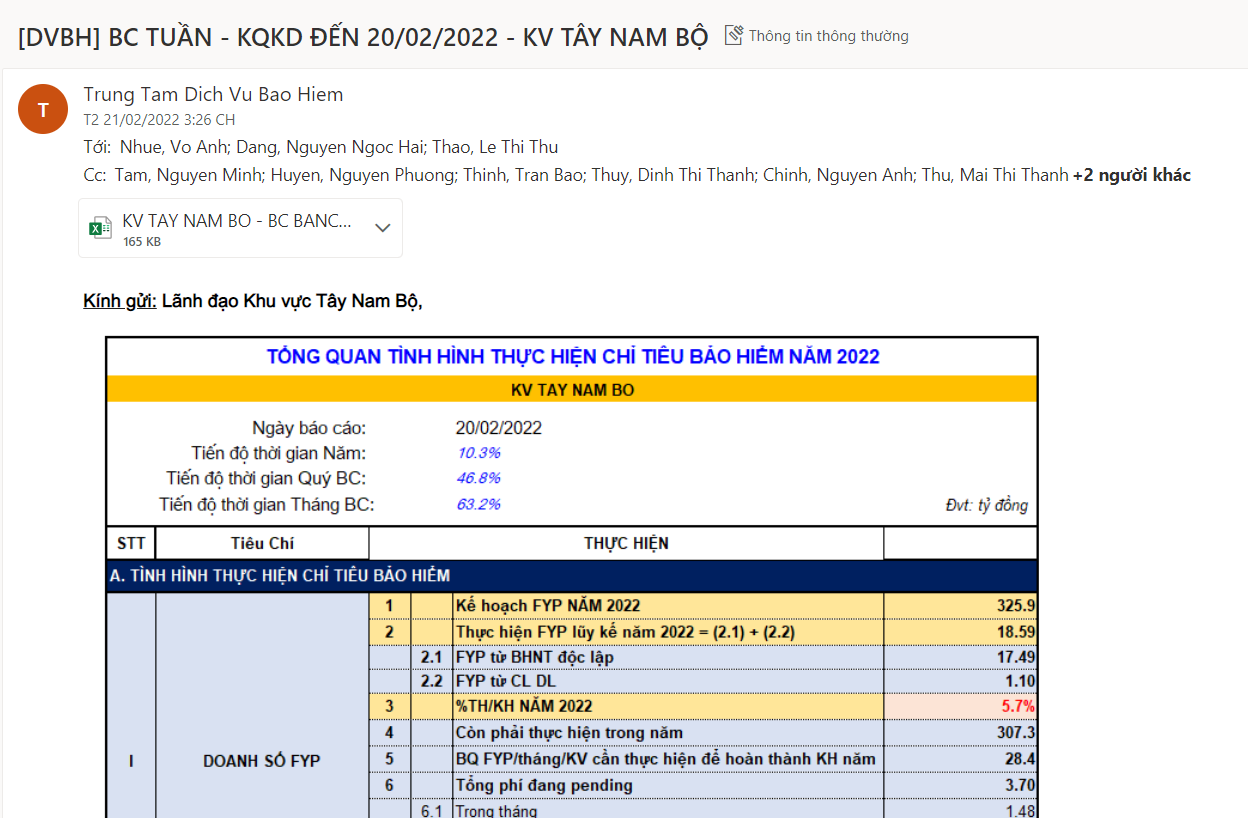 [DVBH] BC TUẦN - KQKD ĐẾN 20/02/2022 - KV TÂY NAM BỘ Thông tin thông thường
T
Trung Tam Dich Vu Bao Hiem
T2 21/02/2022 3:26 CH
Tới: Nhue, Vo Anh; Dang, Nguyen Ngoc Hai; Thao, Le Thi Thu
Cc: Tam, Nguyen Minh; Huyen, Nguyen Phuong; Thinh, Tran Bao; Thuy, Dinh Thi Thanh; Chinh, Nguyen Anh; Thu, Mai Thi Thanh +2 người khác
KV TAY NAM BO - BC BANC...
165 KB
Kính gửi: Lãnh đạo Khu vực Tây Nam Bộ,
TỔNG QUAN TÌNH HÌNH THỰC HIỆN CHỈ TIÊU BẢO HIỂM NĂM 2022
KV TAY NAM BO
Ngày báo cáo: 20/02/2022
Tiến độ thời gian Năm: 10.3%
Tiến độ thời gian Quý BC: 46.8%
Tiến độ thời gian Tháng BC: 63.2%
Đvt: tỷ đồng
STT Tiêu Chí THỰC HIỆN
A. TÌNH HÌNH THỰC HIỆN CHỈ TIÊU BẢO HIỂM
1 Kế hoạch FYP NĂM 2022 325.9
2 Thực hiện FYP lũy kế năm 2022 = (2.1) + (2.2) 18.59
2.1 FYP từ BHNT độc lập 17.49
2.2 FYP từ CL DL 1.10
3 %TH/KH NĂM 2022 5.7%
4 Còn phải thực hiện trong năm 307.3
I DOANH SỐ FYP
5 BQ FYP/tháng/KV cần thực hiện để hoàn thành KH năm 28.4
6 Tổng phí đang pending 3.70
6.1 Trong tháng 1.48